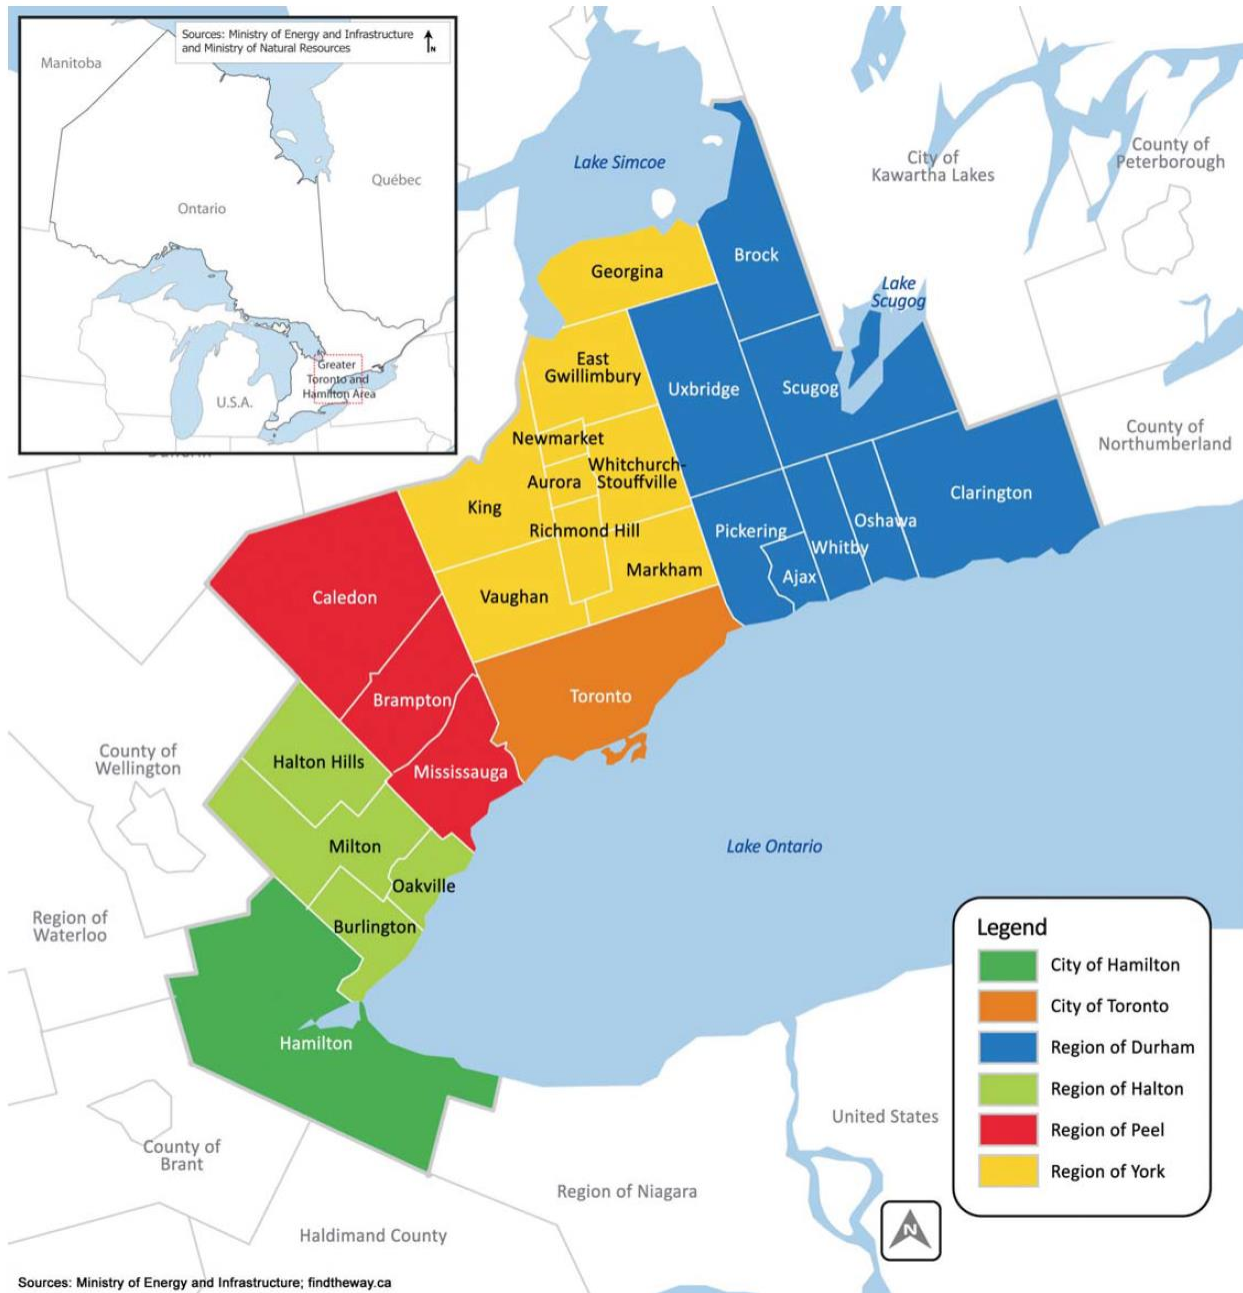 Sources: Ministry of Energy and Infrastructure
and Ministry of Natural Resources
N
Manitoba
Québec
Ontario
Greater
Toronto and
Hamilton Area
U.S.A.
Lake Simcoe
City of
Kawartha Lakes
County of
Peterborough
Brock
Georgina
Lake
Scugog
East
Gwillimbury
Uxbridge
Scugog
County of
Northumberland
Newmarket
Whitchurch-
Stouffville
Aurora
King
Clarington
Richmond Hill
Pickering
Oshawa
Whitby
Markham
Ajax
Vaughan
Caledon
Toronto
Brampton
County of
Wellington
Halton Hills
Mississauga
Milton
Lake Ontario
Oakville
Region of
Waterloo
Burlington
Hamilton
Legend
City of Hamilton
City of Toronto
Region of Durham
Region of Halton
Region of Peel
Region of York
United States
County of
Brant
Region of Niagara
Haldimand County
N
Sources: Ministry of Energy and Infrastructure; findtheway.ca